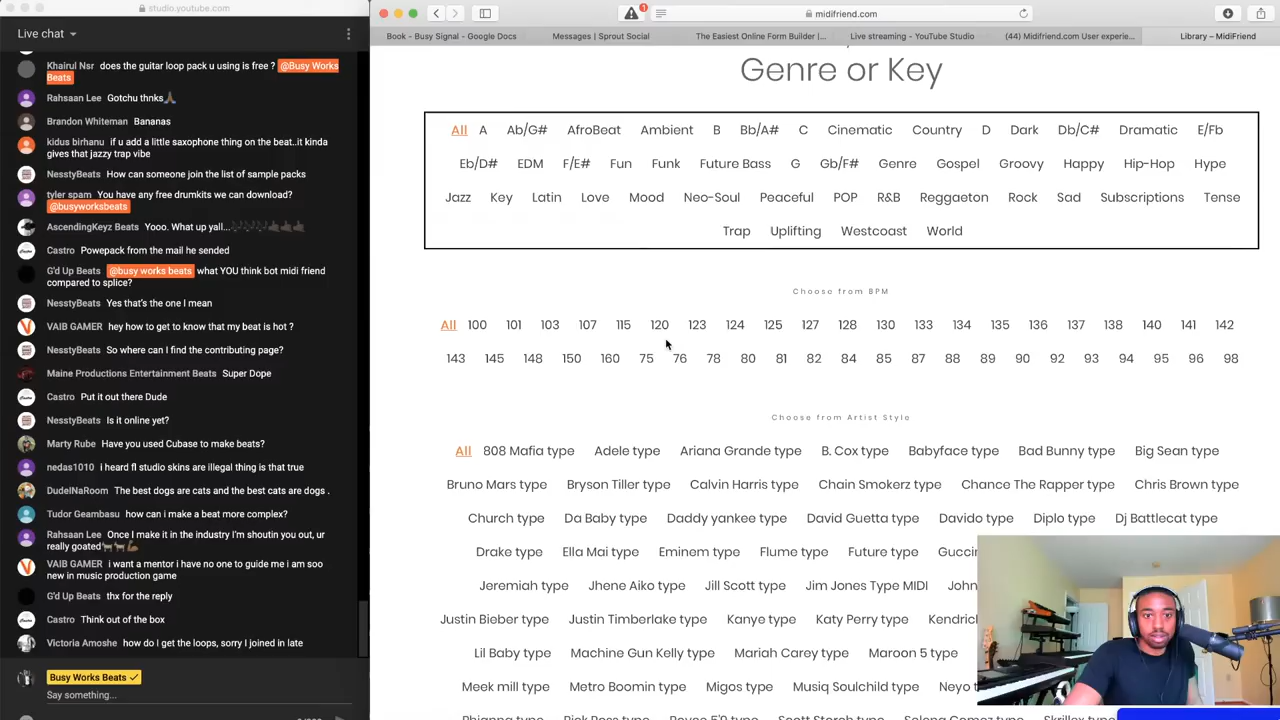 studio.youtube.com
Live chat
Khairul Nsr does the guitar loop pack u using is free ? @Busy Works
Beats
Rahsaan Lee Gotchu thnks
Brandon Whiteman Bananas
kidus birhanu if u add a little saxophone thing on the beat..it kinda
gives that jazzy trap vibe
NesstyBeats How can someone join the list of sample packs
tyler spam You have any free drumkits we can download?
@busyworksbeats
AscendingKeyz Beats Yooo. What up yall...
Castro Powepack from the mail he sended
G'd Up Beats @busy works beats what YOU think bot midi friend
compared to splice?
NesstyBeats Yes that's the one I mean
VAIB GAMER hey how to get to know that my beat is hot ?
NesstyBeats So where can I find the contributing page?
Maine Productions Entertainment Beats Super Dope
Castro Put it out there Dude
NesstyBeats Is it online yet?
Marty Rube Have you used Cubase to make beats?
nedas1010 i heard fl studio skins are illegal thing is that true
DudeINaRoom The best dogs are cats and the best cats are dogs .
Tudor Geambasu how can i make a beat more complex?
Rahsaan Lee Once I make it in the industry I'm shoutin you out, ur
really goated
VAIB GAMER i want a mentor i have no one to guide me i am soo
new in music production game
G'd Up Beats thx for the reply
Castro Think out of the box
Victoria Amoshe how do I get the loops, sorry I joined in late
Busy Works Beats
Say something...
midifriend.com
Book - Busy Signal - Google Docs Messages | Sprout Social The Easiest Online Form Builder |... Live streaming - YouTube Studio (44) Midifriend.com User experie... Library – MidiFriend
Genre or Key
All A Ab/G# AfroBeat Ambient B Bb/A# C Cinematic Country D Dark Db/C# Dramatic E/Fb
Eb/D# EDM F/E# Fun Funk Future Bass G Gb/F# Genre Gospel Groovy Happy Hip-Hop Hype
Jazz Key Latin Love Mood Neo-Soul Peaceful POP R&B Reggaeton Rock Sad Subscriptions Tense
Trap Uplifting Westcoast World
Choose from BPM
All 100 101 103 107 115 120 123 124 125 127 128 130 133 134 135 136 137 138 140 141 142
143 145 148 150 160 75 76 78 80 81 82 84 85 87 88 89 90 92 93 94 95 96 98
Choose from Artist Style
All 808 Mafia type Adele type Ariana Grande type B. Cox type Babyface type Bad Bunny type Big Sean type
Bruno Mars type Bryson Tiller type Calvin Harris type Chain Smokerz type Chance The Rapper type Chris Brown type
Church type Da Baby type Daddy yankee type David Guetta type Davido type Diplo type Dj Battlecat type
Drake type Ella Mai type Eminem type Flume type Future type Gucci
Jeremiah type Jhene Aiko type Jill Scott type Jim Jones Type MIDI John
Justin Bieber type Justin Timberlake type Kanye type Katy Perry type Kendric
Lil Baby type Machine Gun Kelly type Mariah Carey type Maroon 5 type
Meek mill type Metro Boomin type Migos type Musiq Soulchild type Neyo t
Rihanna type Rick Ross type Royce 5'9 type Scott Storch type Selena Gomez type Skrillex type